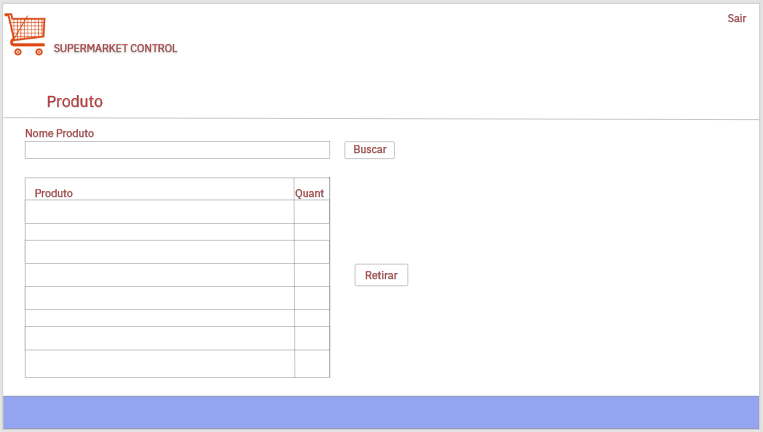 Sair
SUPERMARKET CONTROL
Produto
Nome Produto
Buscar
Produto Quant
Retirar